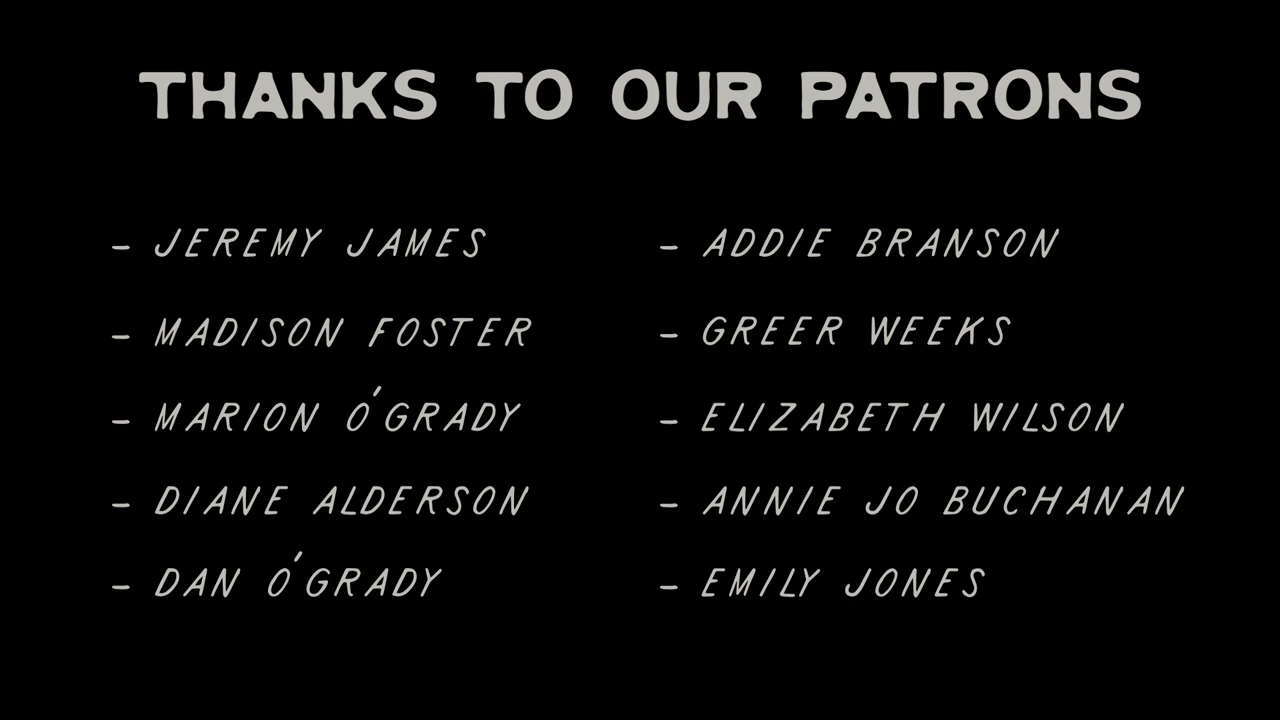 THANKS TO OUR PATRONS
- JEREMY JAMES
- MADISON FOSTER
- MARION O'GRADY
- DIANE ALDERSON
- DAN O'GRADY
- ADDIE BRANSON
- GREER WEEKS
- ELIZABETH WILSON
- ANNIE JO BUCHANAN
- EMILY JONES